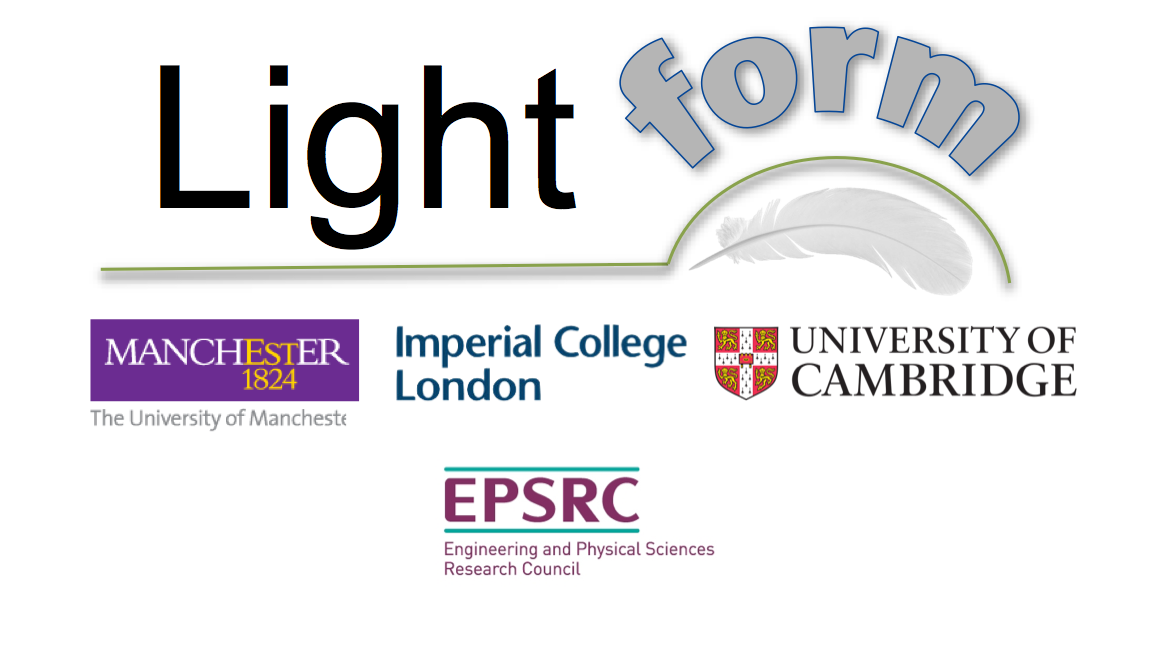 Light form
MANCHESTER
1824
The University of Mancheste
Imperial College
London
UNIVERSITY OF
CAMBRIDGE
EPSRC
Engineering and Physical Sciences
Research Council